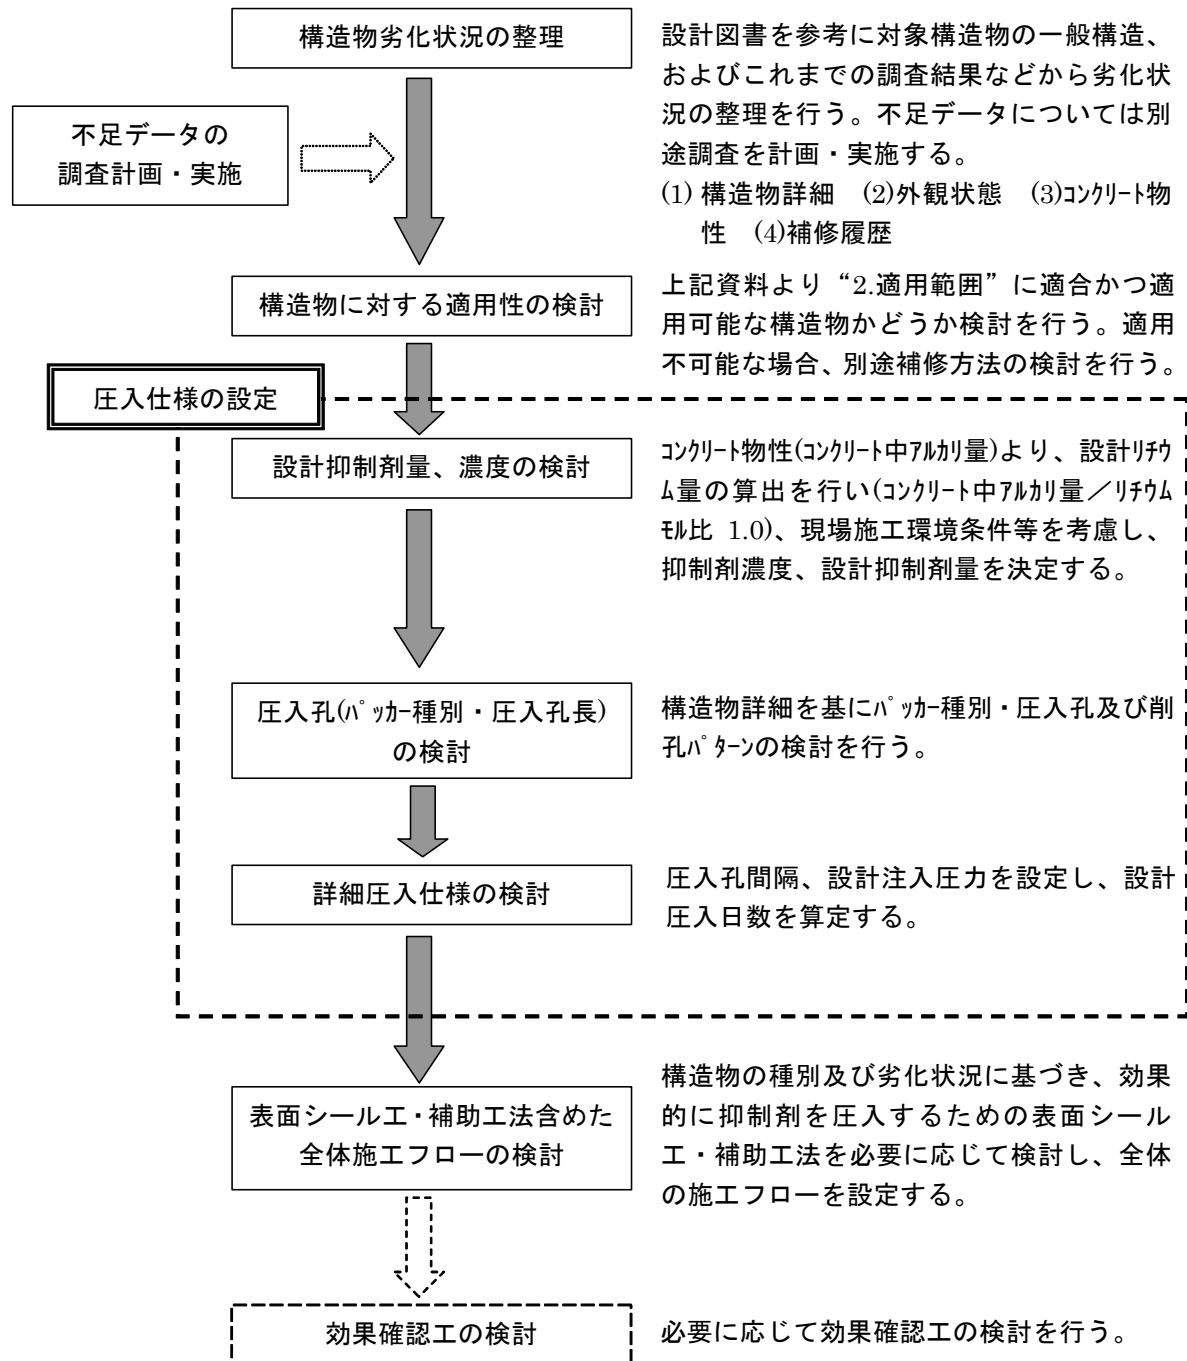 構造物劣化状況の整理
設計図書を参考に対象構造物の一般構造、
およびこれまでの調査結果などから劣化状
況の整理を行う。不足データについては別
途調査を計画・実施する。
(1) 構造物詳細 (2)外観状態 (3)ｺﾝｸﾘｰﾄ物
性 (4)補修履歴
不足データの
調査計画・実施
構造物に対する適用性の検討
上記資料より“2.適用範囲”に適合かつ適
用可能な構造物かどうか検討を行う。適用
不可能な場合、別途補修方法の検討を行う。
圧入仕様の設定
設計抑制剤量、濃度の検討
ｺﾝｸﾘｰﾄ物性(ｺﾝｸﾘｰﾄ中ｱﾙｶﾘ量)より、設計ﾘﾁｳ
ﾑ量の算出を行い(ｺﾝｸﾘｰﾄ中ｱﾙｶﾘ量／ﾘﾁｳﾑ
ﾓﾙ比 1.0)、現場施工環境条件等を考慮し、
抑制剤濃度、設計抑制剤量を決定する。
圧入孔(ﾊﾟｯｶｰ種別・圧入孔長)
の検討
構造物詳細を基にﾊﾟｯｶｰ種別・圧入孔及び削
孔ﾊﾟﾀｰﾝの検討を行う。
詳細圧入仕様の検討
圧入孔間隔、設計注入圧力を設定し、設計
圧入日数を算定する。
表面シール工・補助工法含めた
全体施工フローの検討
構造物の種別及び劣化状況に基づき、効果
的に抑制剤を圧入するための表面シール
工・補助工法を必要に応じて検討し、全体
の施工フローを設定する。
効果確認工の検討
必要に応じて効果確認工の検討を行う。